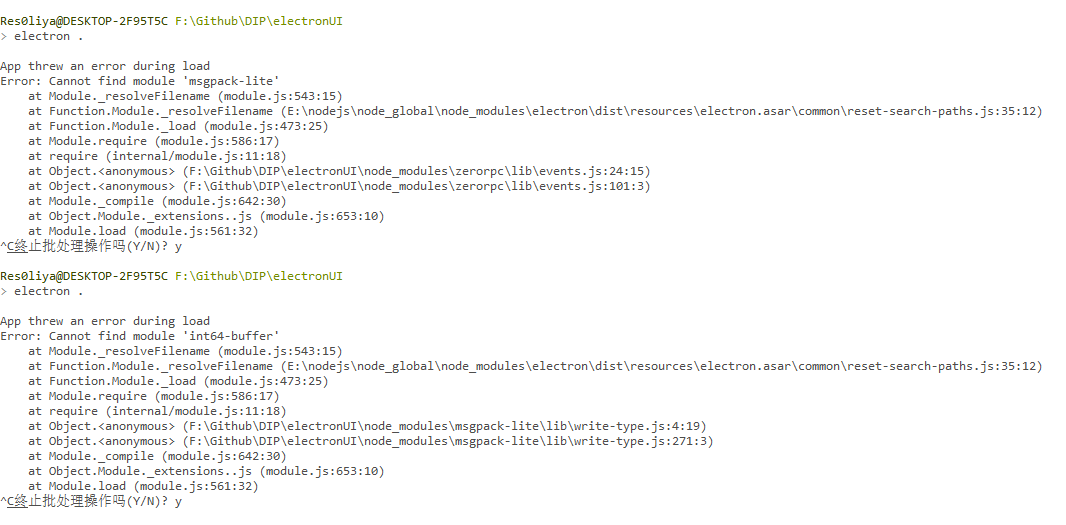 Res0liya@DESKTOP-2F95T5C F:\Github\DIP\electronUI
> electron .
App threw an error during load
Error: Cannot find module 'msgpack-lite'
    at Module._resolveFilename (module.js:543:15)
    at Function.Module._resolveFilename (E:\nodejs\node_global\node_modules\electron\dist\resources\electron.asar\common\reset-search-paths.js:35:12)
    at Function.Module._load (module.js:473:25)
    at Module.require (module.js:586:17)
    at require (internal/module.js:11:18)
    at Object.<anonymous> (F:\Github\DIP\electronUI\node_modules\zerorpc\lib\events.js:24:15)
    at Object.<anonymous> (F:\Github\DIP\electronUI\node_modules\zerorpc\lib\events.js:101:3)
    at Module._compile (module.js:642:30)
    at Object.Module._extensions..js (module.js:653:10)
    at Module.load (module.js:561:32)
^C终止批处理操作吗(Y/N)? y
Res0liya@DESKTOP-2F95T5C F:\Github\DIP\electronUI
> electron .
App threw an error during load
Error: Cannot find module 'int64-buffer'
    at Module._resolveFilename (module.js:543:15)
    at Function.Module._resolveFilename (E:\nodejs\node_global\node_modules\electron\dist\resources\electron.asar\common\reset-search-paths.js:35:12)
    at Function.Module._load (module.js:473:25)
    at Module.require (module.js:586:17)
    at require (internal/module.js:11:18)
    at Object.<anonymous> (F:\Github\DIP\electronUI\node_modules\msgpack-lite\lib\write-type.js:4:19)
    at Object.<anonymous> (F:\Github\DIP\electronUI\node_modules\msgpack-lite\lib\write-type.js:271:3)
    at Module._compile (module.js:642:30)
    at Object.Module._extensions..js (module.js:653:10)
    at Module.load (module.js:561:32)
^C终止批处理操作吗(Y/N)? y